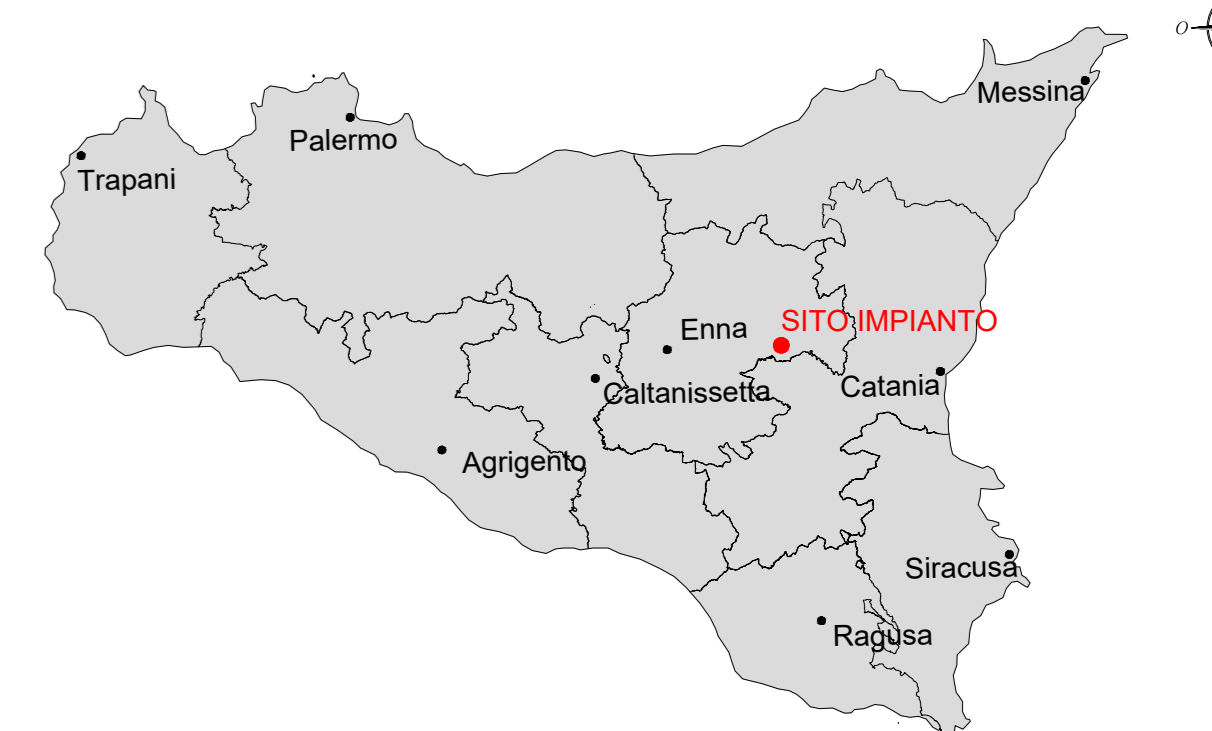 O
Messina
Palermo
Trapani
SITO IMPIANTO
Enna
Catania
Caltanissetta
Agrigento
Siracusa
Ragusa